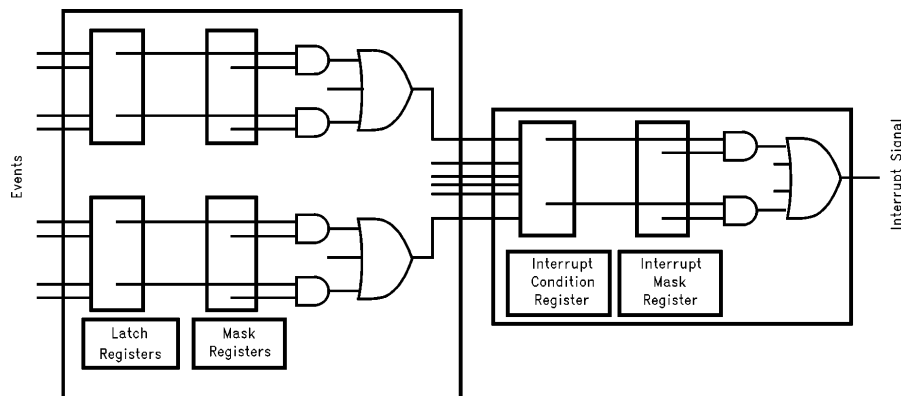 Events
Latch
Registers
Mask
Registers
Interrupt
Condition
Register
Interrupt
Mask
Register
Interrupt Signal